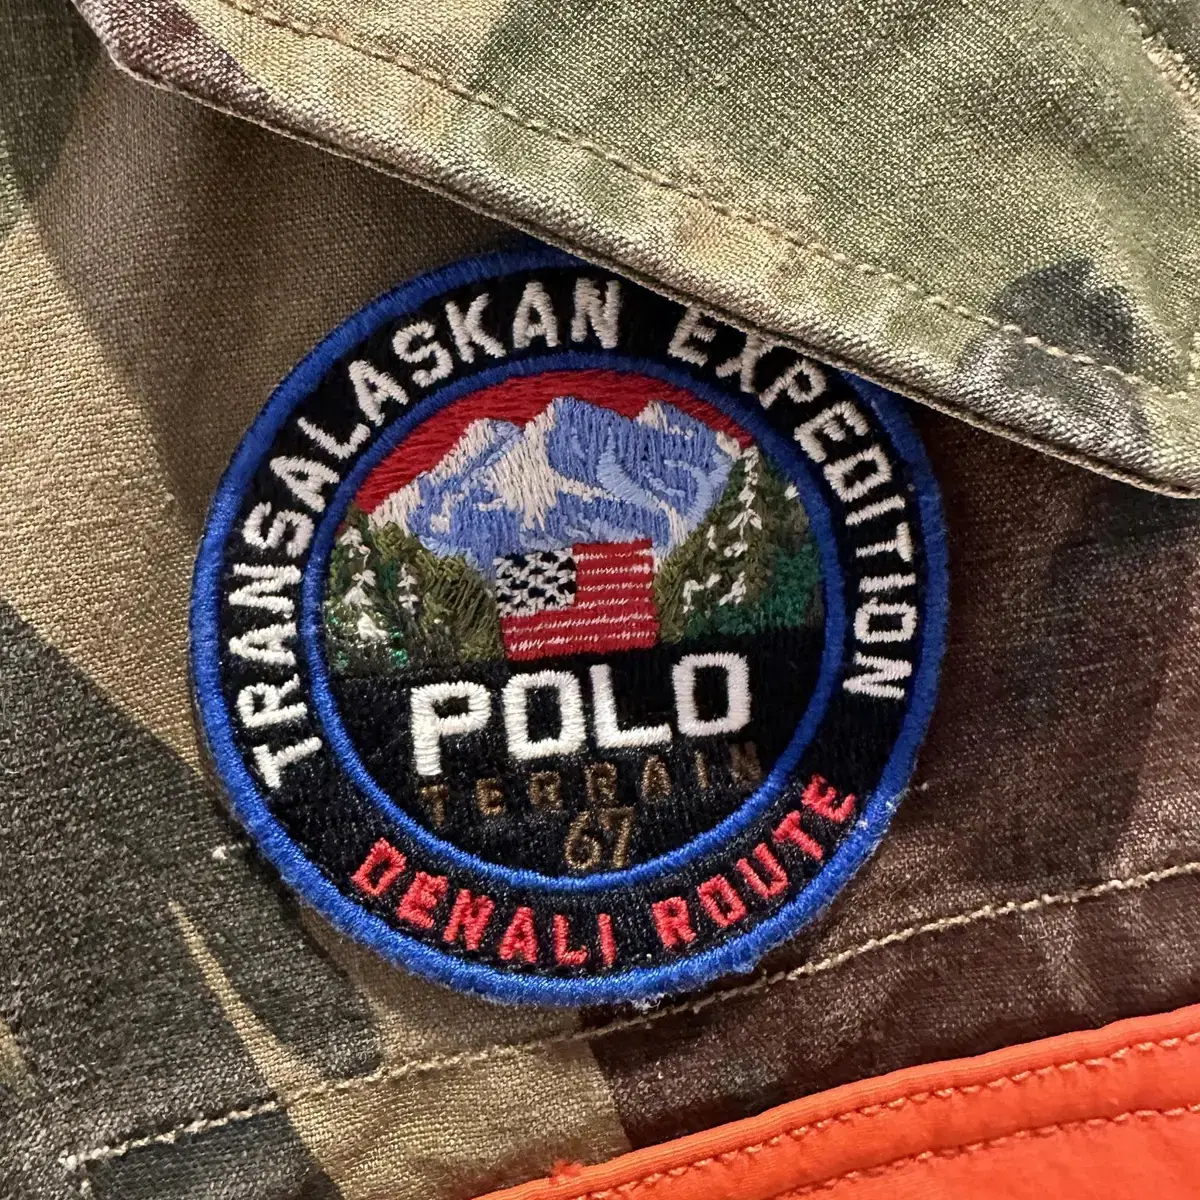 TRANSALASKAN EXPEDITION
POLO
TERRAIN
67
DENALI ROUTE